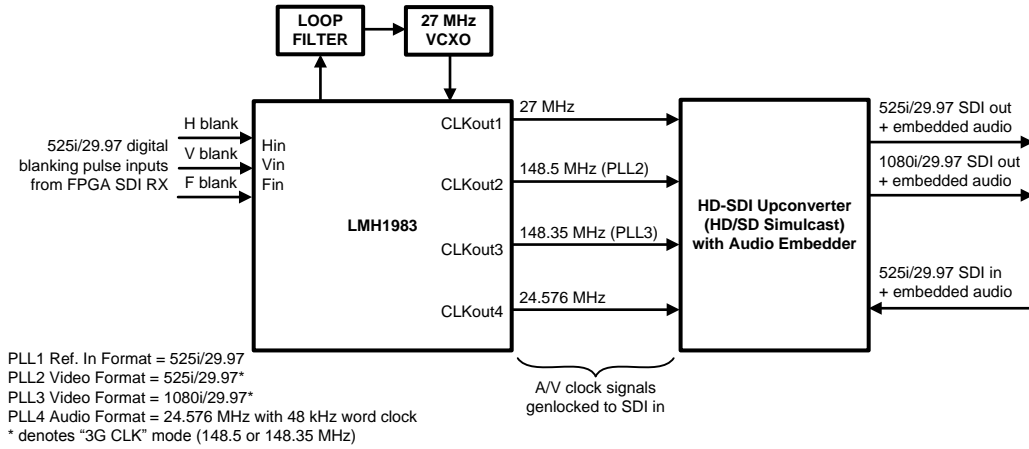 LOOP
FILTER
27 MHz
VCXO
525i/29.97 digital
blanking pulse inputs
from FPGA SDI RX
H blank
V blank
F blank
Hin
Vin
Fin
LMH1983
CLKout1
CLKout2
CLKout3
CLKout4
27 MHz
148.5 MHz (PLL2)
148.35 MHz (PLL3)
24.576 MHz
HD-SDI Upconverter
(HD/SD Simulcast)
with Audio Embedder
525i/29.97 SDI out
+ embedded audio
1080i/29.97 SDI out
+ embedded audio
525i/29.97 SDI in
+ embedded audio
A/V clock signals
genlocked to SDI in
PLL1 Ref. In Format = 525i/29.97
PLL2 Video Format = 525i/29.97*
PLL3 Video Format = 1080i/29.97*
PLL4 Audio Format = 24.576 MHz with 48 kHz word clock
* denotes “3G CLK” mode (148.5 or 148.35 MHz)